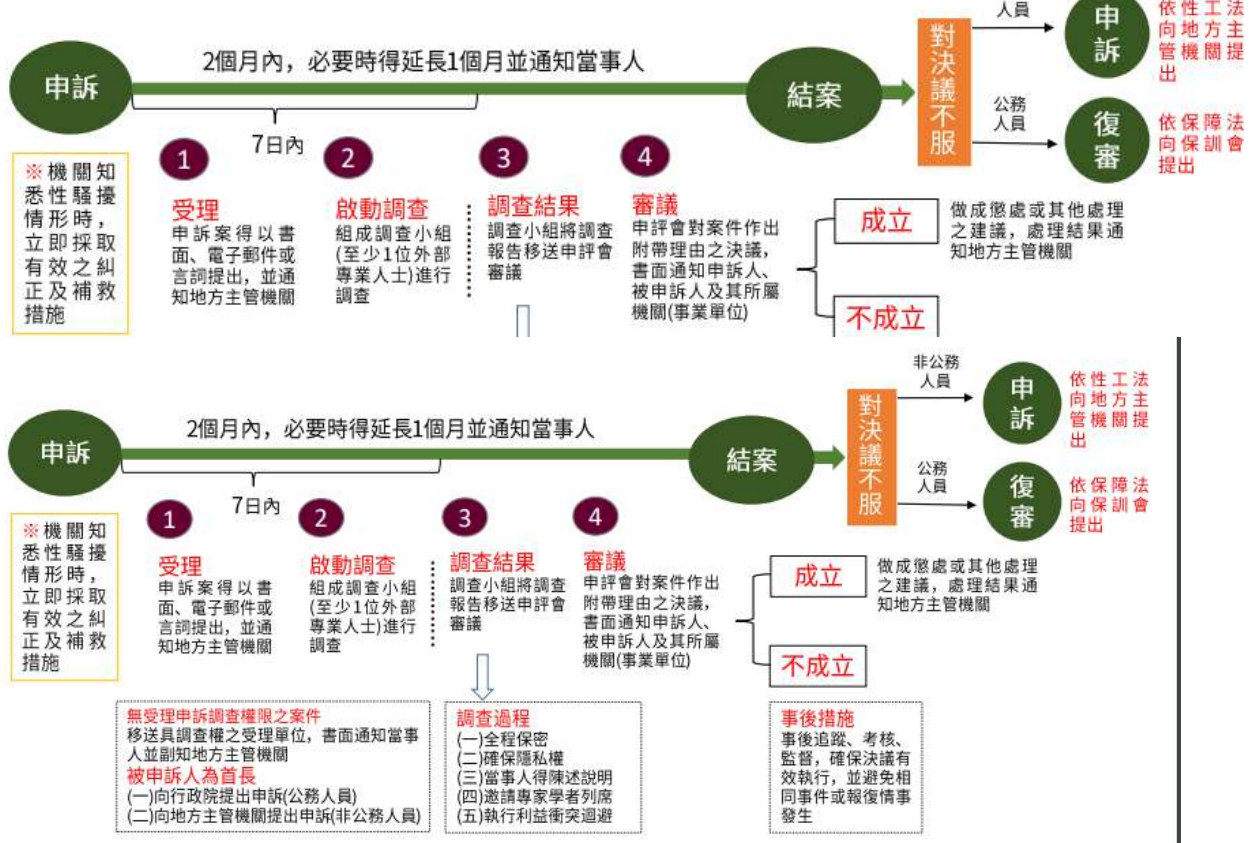 人員
申訴
依性工法
向地方主
管機關提
出
對決議不服
2個月內，必要時得延長1個月並通知當事人
申訴
結案
7日內
公務
人員
復審
依保障法
向保訓會
提出
※機關知
悉性騷擾
情形時，
立即採取
有效之糾
正及補救
措施
1
受理
申訴案得以書
面、電子郵件或
言詞提出，並通
知地方主管機關
2
啟動調查
組成調查小組
(至少1位外部
專業人士)進行
調查
3
調查結果
調查小組將調查
報告移送申評會
審議
4
審議
申評會對案件作出
附帶理由之決議，
書面通知申訴人、
被申訴人及其所屬
機關(事業單位)
成立
做成懲處或其他處理
之建議，處理結果通
知地方主管機關
不成立
非公務
人員
申訴
依性工法
向地方主
管機關提
出
對決議不服
2個月內，必要時得延長1個月並通知當事人
申訴
結案
7日內
公務
人員
復審
依保障法
向保訓會
提出
※機關知
悉性騷擾
情形時，
立即採取
有效之糾
正及補救
措施
1
受理
申訴案得以書
面、電子郵件或
言詞提出，並通
知地方主管機關
2
啟動調查
組成調查小組
(至少1位外部
專業人士)進行
調查
3
調查結果
調查小組將調查
報告移送申評會
審議
4
審議
申評會對案件作出
附帶理由之決議，
書面通知申訴人、
被申訴人及其所屬
機關(事業單位)
成立
做成懲處或其他處理
之建議，處理結果通
知地方主管機關
不成立
無受理申訴調查權限之案件
移送具調查權之受理單位，書面通知當事
人並副知地方主管機關
被申訴人為首長
(一)向行政院提出申訴(公務人員)
(二)向地方主管機關提出申訴(非公務人員)
調查過程
(一)全程保密
(二)確保隱私權
(三)當事人得陳述說明
(四)邀請專家學者列席
(五)執行利益衝突迴避
事後措施
事後追蹤、考核、
監督，確保決議有
效執行，並避免相
同事件或報復情事
發生